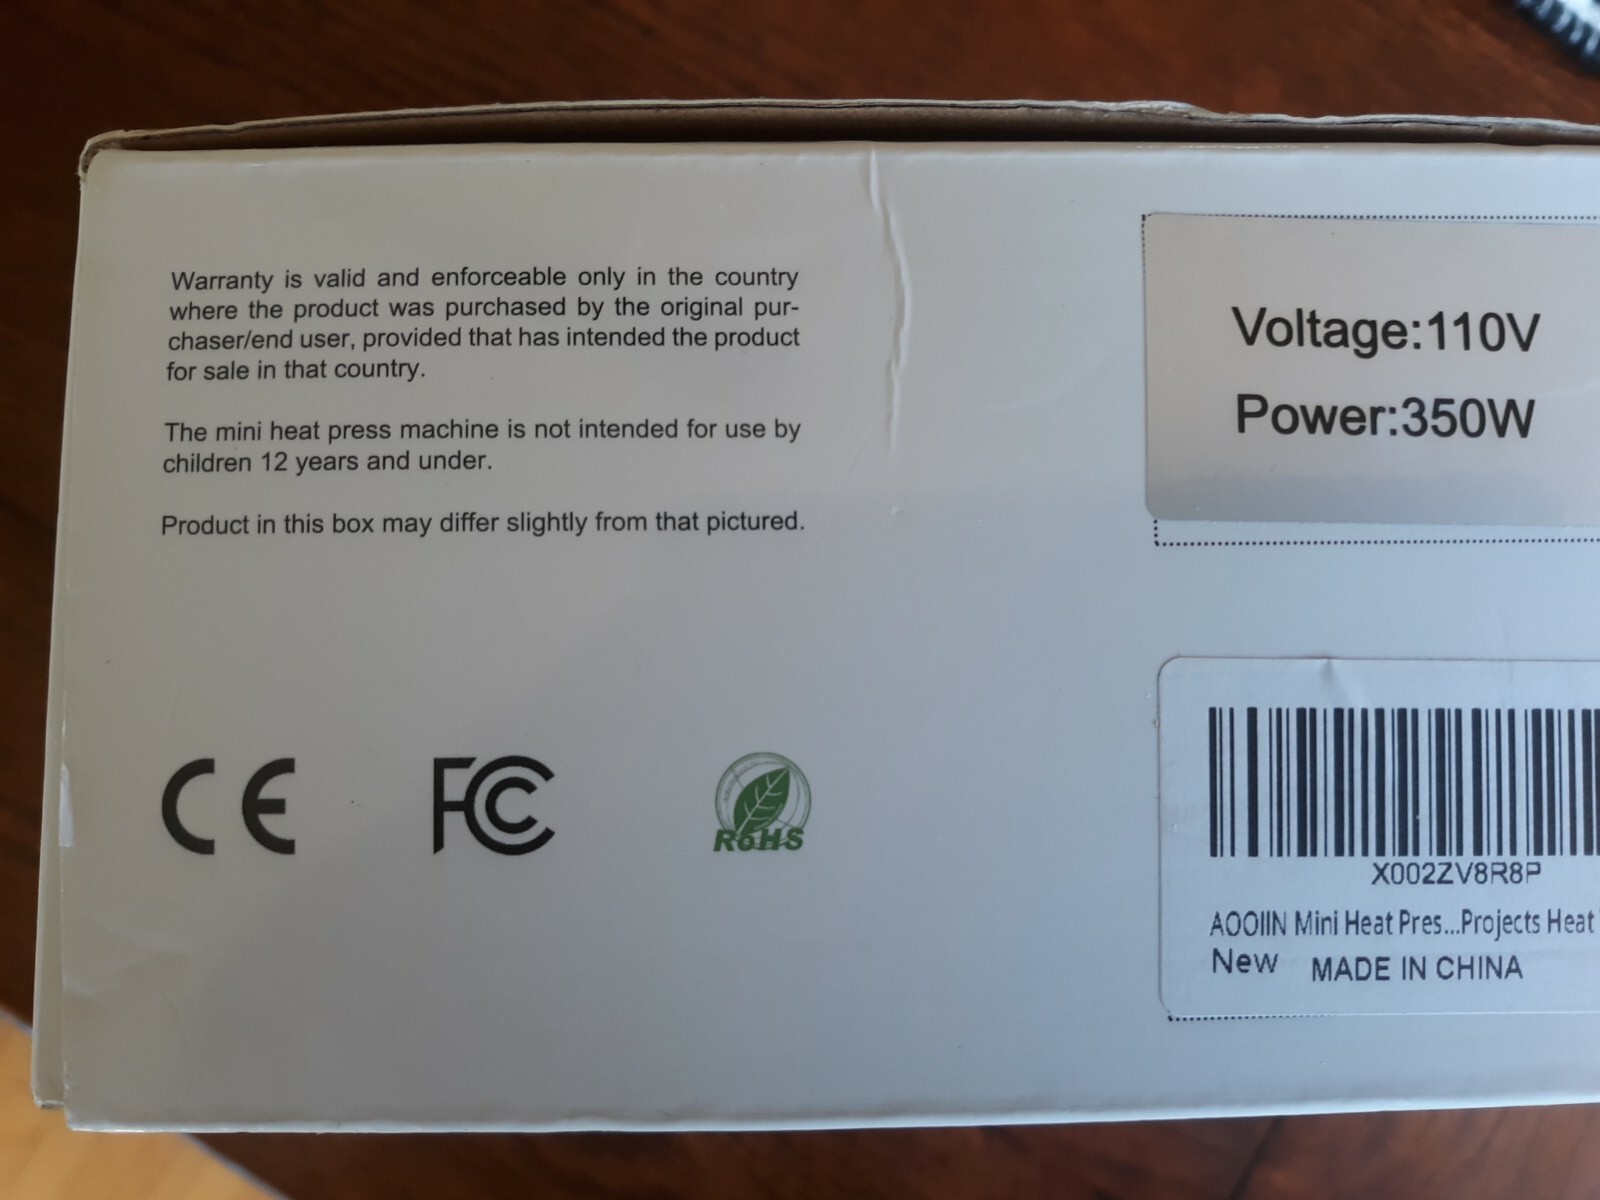 Warranty is valid and enforceable only in the country
where the product was purchased by the original pur-
chaser/end user, provided that has intended the product
for sale in that country.
The mini heat press machine is not intended for use by
children 12 years and under.
Product in this box may differ slightly from that pictured.
CE
FC
RoHS
Voltage:110V
Power:350W
X002ZV8R8P
AOOIIN Mini Heat Pres...Projects Heat
New
MADE IN CHINA